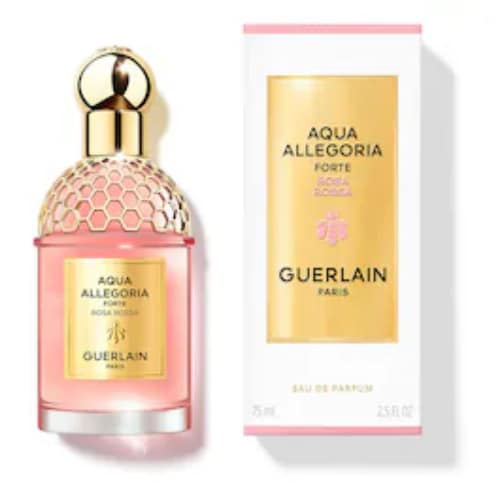 AQUA
ALLEGORIA
FORTE
ROSA ROSSA
GUERLAIN
PARIS
AQUA
ALLEGORIA
FORTE
ROSA
ROSSA
GUERLAIN
PARIS
EAU DE PARFUM
75 ml 2.5 FL.OZ